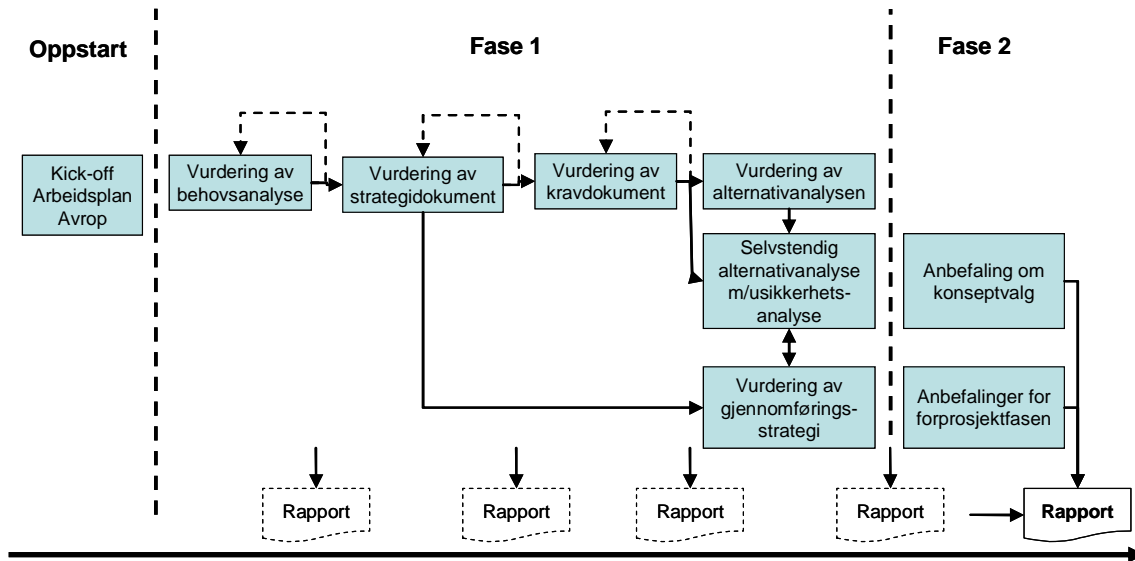 Oppstart
Fase 1
Fase 2
Kick-off
Arbeidsplan
Avrop
Vurdering av
behovsanalyse
Vurdering av
strategidokument
Vurdering av
kravdokument
Vurdering av
alternativanalysen
Selvstendig
alternativanalyse
m/usikkerhets-
analyse
Anbefaling om
konseptvalg
Vurdering av
gjennomførings-
strategi
Anbefalinger for
forprosjektfasen
Rapport
Rapport
Rapport
Rapport
Rapport